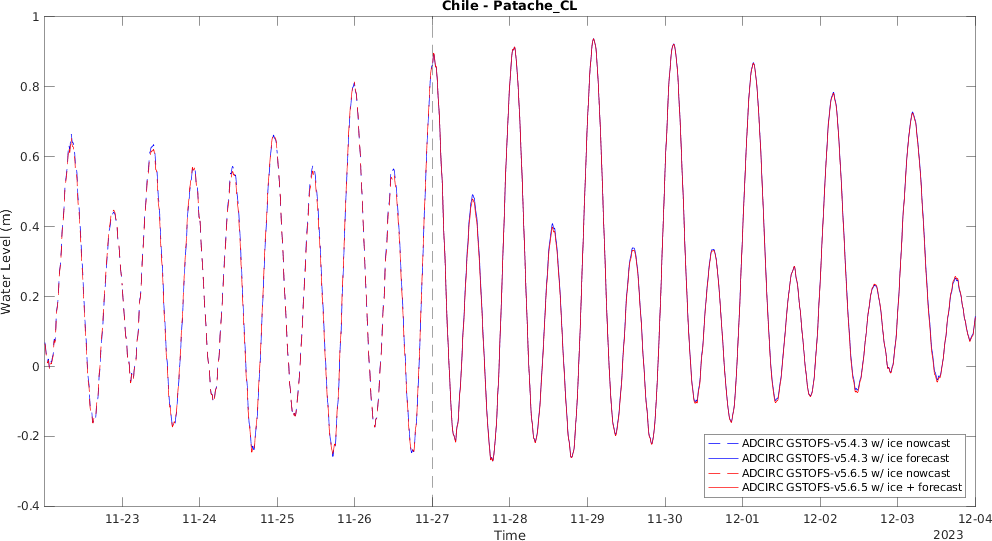 Chile - Patache_CL
1
0.8
0.6
0.4
0.2
0
-0.2
-0.4
Water Level (m)
ADCIRC GSTOFS-v5.4.3 w/ ice nowcast
ADCIRC GSTOFS-v5.4.3 w/ ice forecast
ADCIRC GSTOFS-v5.6.5 w/ ice nowcast
ADCIRC GSTOFS-v5.6.5 w/ ice + forecast
11-23 11-24 11-25 11-26 11-27 11-28 11-29 11-30 12-01 12-02 12-03 12-04
Time
2023